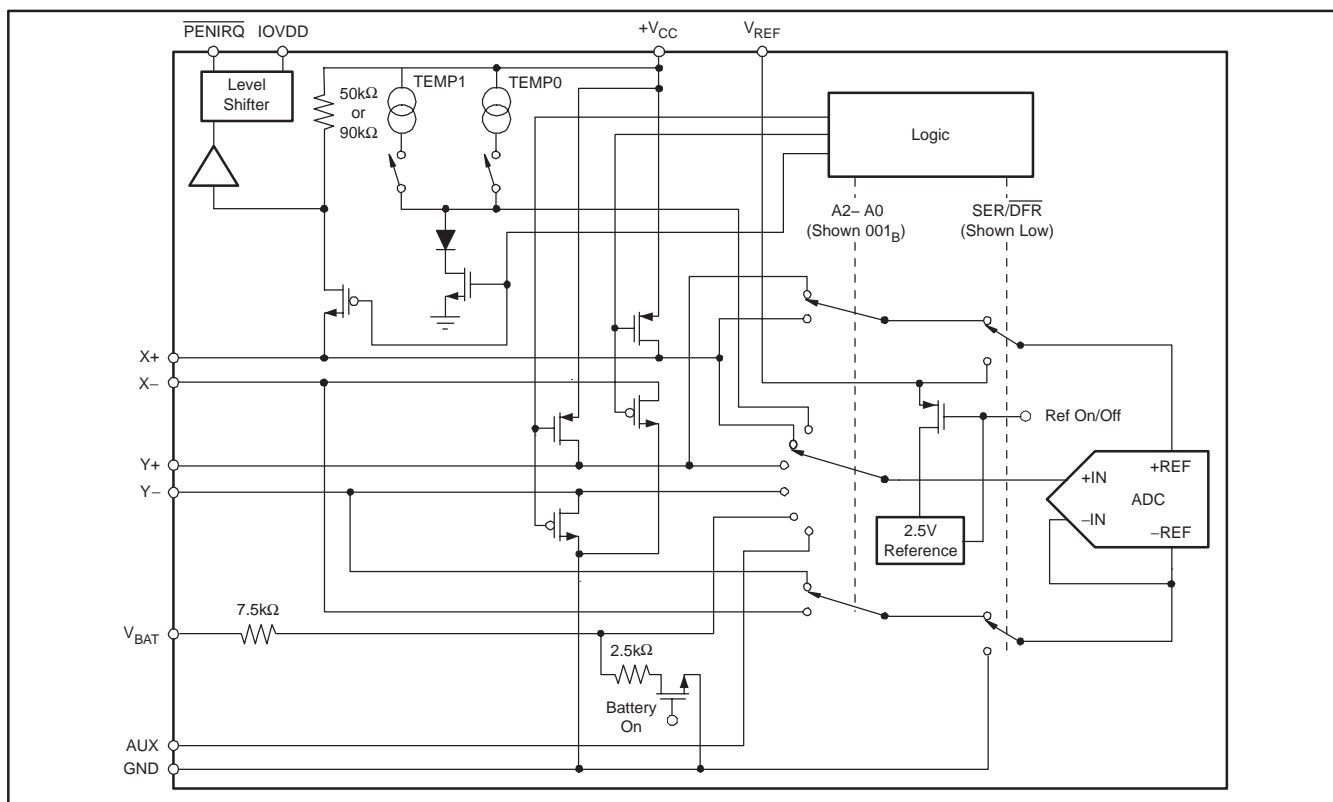 PENIRQ IOVDD
+VCC
VREF
Level
Shifter
50kΩ
or
90kΩ
TEMP1
TEMP0
Logic
A2– A0
(Shown 001B)
SER/DFR
(Shown Low)
X+
X–
Y+
Y–
Ref On/Off
+IN
+REF
ADC
–IN
–REF
2.5V
Reference
7.5kΩ
VBAT
2.5kΩ
Battery
On
AUX
GND